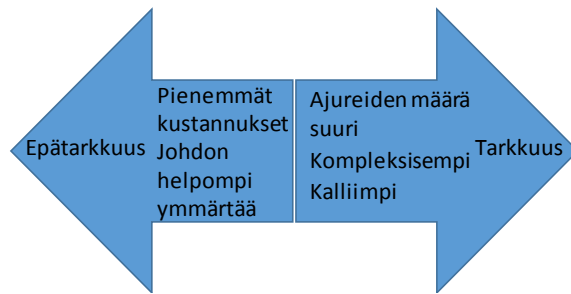 Epätarkkuus
Pienemmät
kustannukset
Johdon
helpompi
ymmärtää
Ajureiden määrä
suuri
Kompleksisempi
Kalliimpi
Tarkkuus